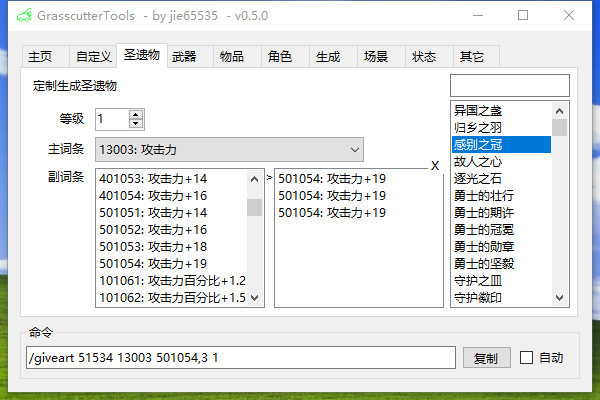 GrasscutterTools - by jie65535 - v0.5.0
主页 自定义 圣遗物 武器 物品 角色 生成 场景 状态 其它
定制生成圣遗物
等级 1
主词条 13003: 攻击力
副词条
401053: 攻击力+14
401054: 攻击力+16
501051: 攻击力+14
501052: 攻击力+16
501053: 攻击力+18
501054: 攻击力+19
101061: 攻击力百分比+1.2
101062: 攻击力百分比+1.5
>
X
501054: 攻击力+19
501054: 攻击力+19
501054: 攻击力+19
异国之盏
归乡之羽
感别之冠
故人之心
逐光之石
勇士的壮行
勇士的期许
勇士的冠冕
勇士的勋章
勇士的坚毅
守护之皿
守护徽印
命令
/giveart 51534 13003 501054,3 1 复制 自动